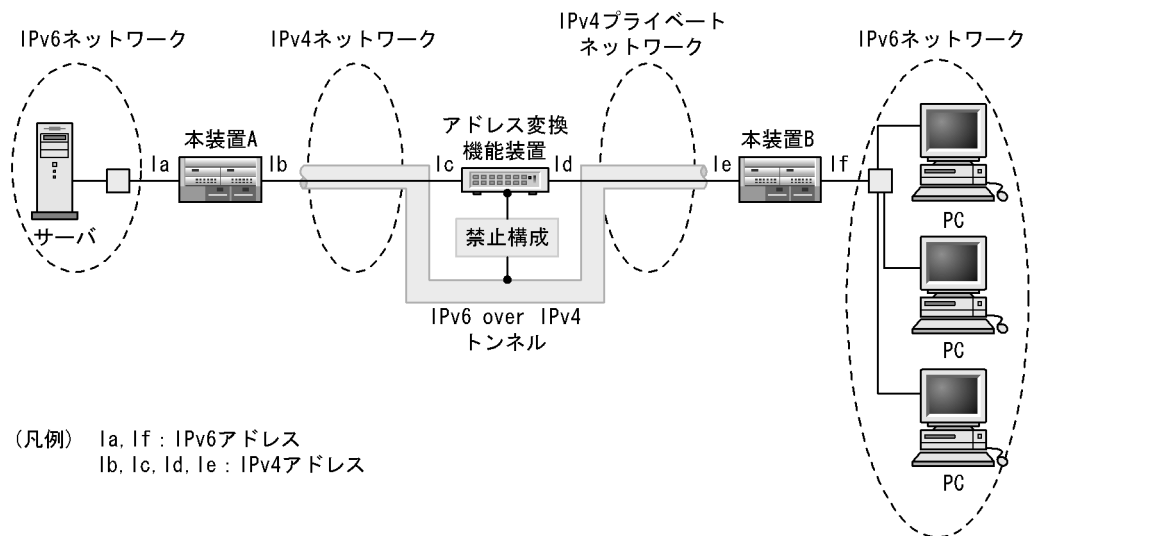 IPv6ネットワーク
IPv4ネットワーク
IPv4プライベート
ネットワーク
IPv6ネットワーク
サーバ
Ia
本装置A
Ib
Ic
アドレス変換
機能装置
Id
Ie
本装置B
If
禁止構成
IPv6 over IPv4
トンネル
PC
PC
PC
(凡例) Ia, If : IPv6アドレス
Ib, Ic, Id, Ie : IPv4アドレス